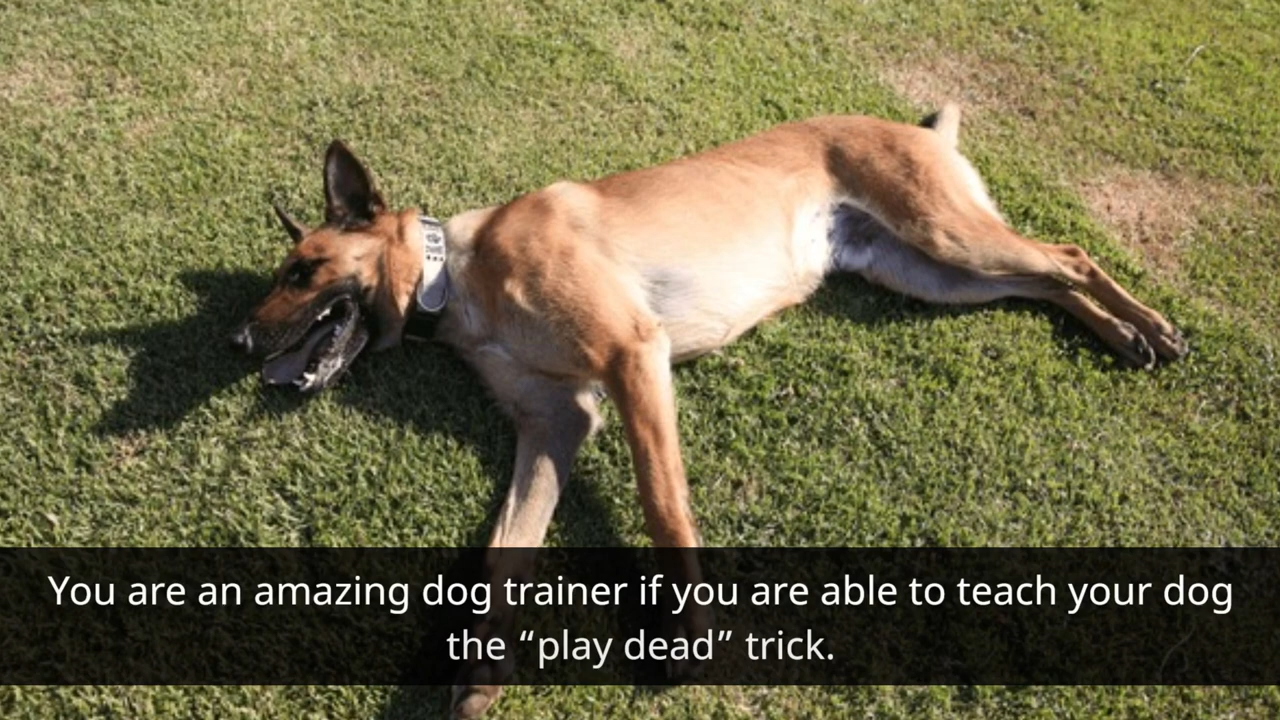 You are an amazing dog trainer if you are able to teach your dog
the “play dead” trick.